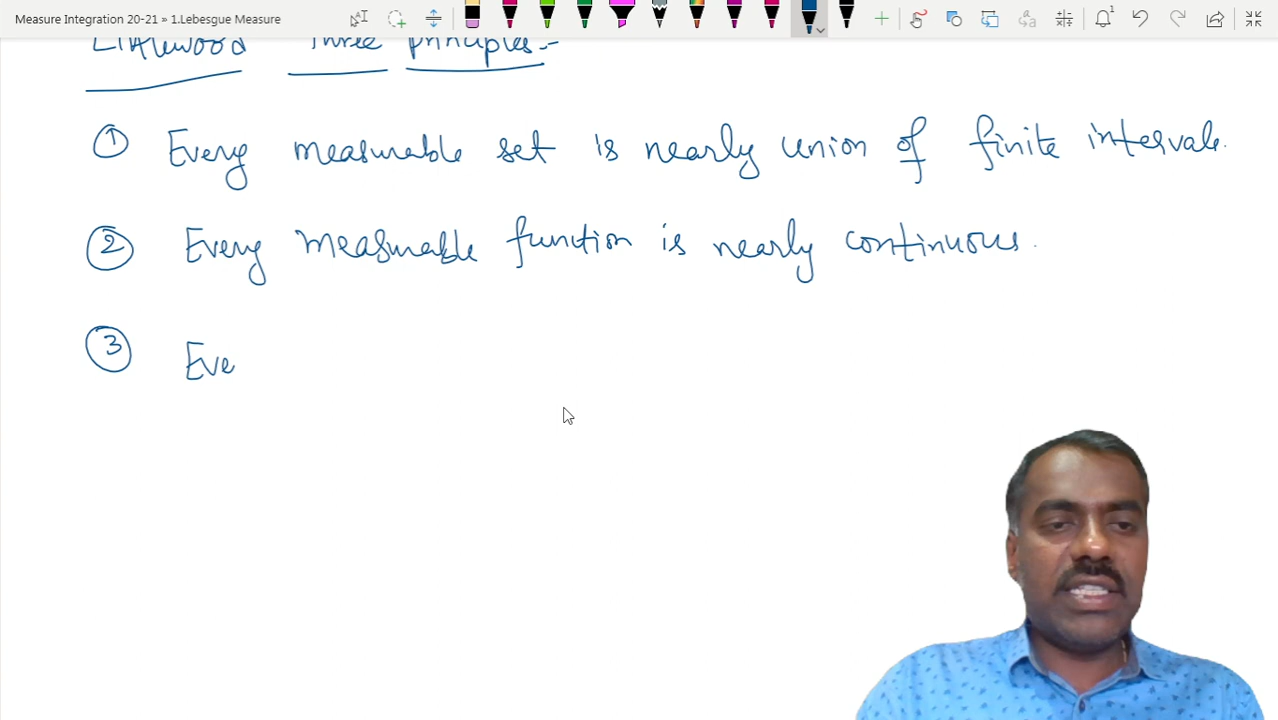 Measure Integration 20-21 » 1.Lebesgue Measure
Littlewood Three principles:-
① Every measurable set is nearly union of finite intervals.
② Every measurable function is nearly continuous.
③ Eve